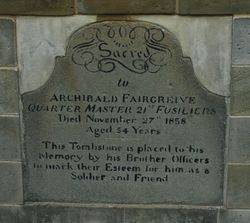 Sacred
to
ARCHIBALD FAIRGREIVE
QUARTER MASTER 21st FUSILIERS
Died November 27th 1858
Aged 54 Years
This Tombstone is placed to his
Memory by his Brother Officers
to mark their Esteem for him as a
Soldier and Friend